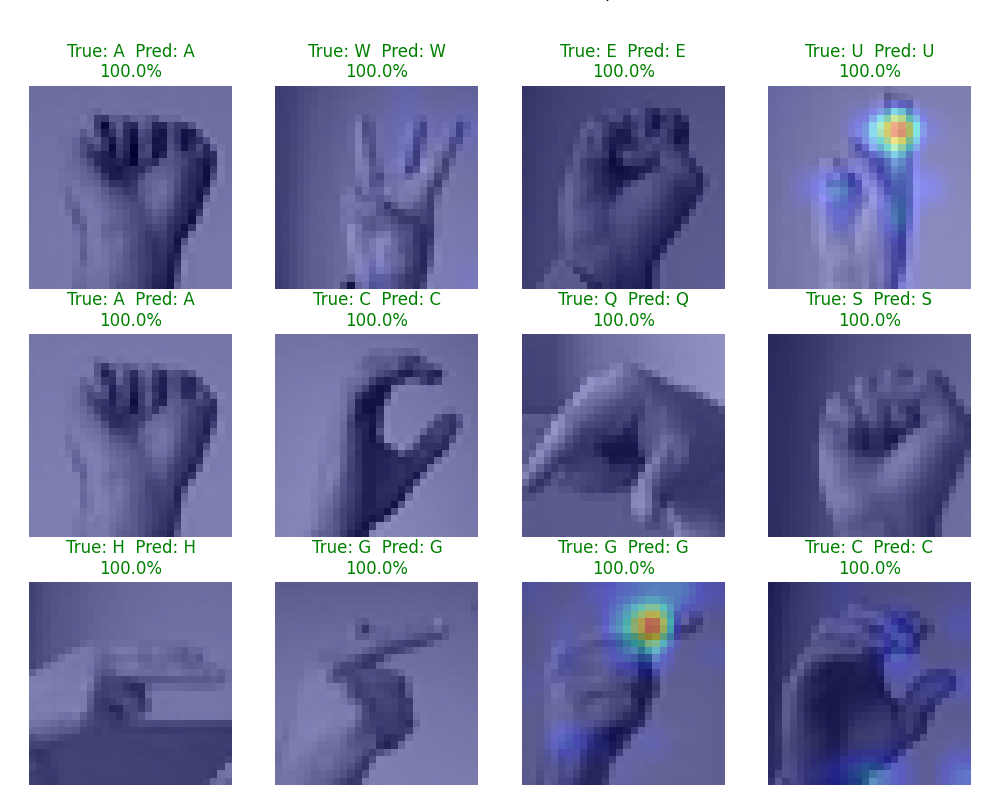 True: A  Pred: A
100.0%
True: W  Pred: W
100.0%
True: E  Pred: E
100.0%
True: U  Pred: U
100.0%
True: A  Pred: A
100.0%
True: C  Pred: C
100.0%
True: Q  Pred: Q
100.0%
True: S  Pred: S
100.0%
True: H  Pred: H
100.0%
True: G  Pred: G
100.0%
True: G  Pred: G
100.0%
True: C  Pred: C
100.0%